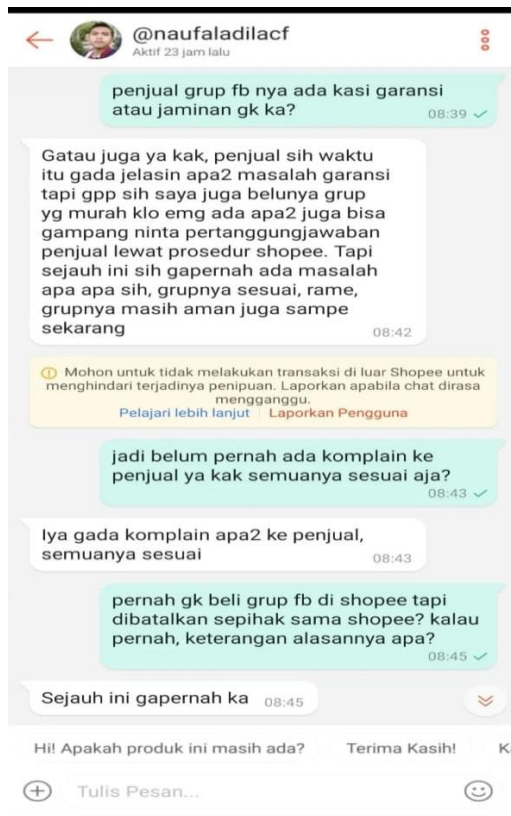 @naufaladilacf
Aktif 23 jam lalu
penjual grup fb nya ada kasi garansi
atau jaminan gk ka?
08:39
Gatau juga ya kak, penjual sih waktu
itu gada jelasin apa2 masalah garansi
tapi gpp sih saya juga belunya grup
yg murah klo emg ada apa2 juga bisa
gampang ninta pertanggungjawaban
penjual lewat prosedur shopee. Tapi
sejauh ini sih gapernah ada masalah
apa apa sih, grupnya sesuai, rame,
grupnya masih aman juga sampe
sekarang
08:42
Mohon untuk tidak melakukan transaksi di luar Shopee untuk
menghindari terjadinya penipuan. Laporkan apabila chat dirasa
mengganggu.
Pelajari lebih lanjut Laporkan Pengguna
jadi belum pernah ada komplain ke
penjual ya kak semuanya sesuai aja?
08:43
Iya gada komplain apa2 ke penjual,
semuanya sesuai
08:43
pernah gk beli grup fb di shopee tapi
dibatalkan sepihak sama shopee? kalau
pernah, keterangan alasannya apa?
08:45
Sejauh ini gapernah ka 08:45
Hi! Apakah produk ini masih ada? Terima Kasih! K
Tulis Pesan...